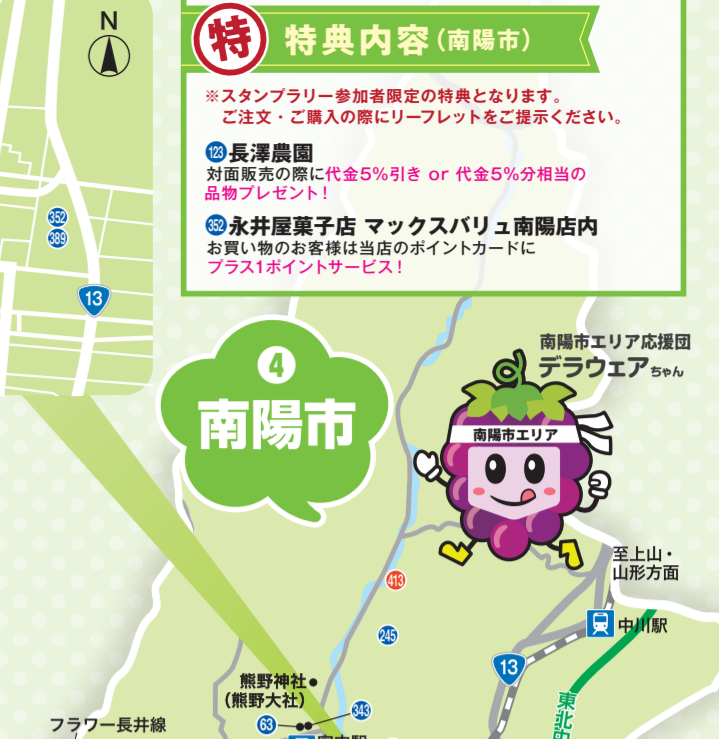 N
特 特典内容(南陽市)
※スタンプラリー参加者限定の特典となります。
ご注文・ご購入の際にリーフレットをご提示ください。
123 長澤農園
対面販売の際に代金5%引き or 代金5%分相当の
品物プレゼント!
352 永井屋菓子店 マックスバリュ南陽店内
お買い物のお客様は当店のポイントカードに
プラス1ポイントサービス!
352
389
13
4
南陽市
南陽市エリア応援団
デラウェアちゃん
南陽市エリア
至上山・
山形方面
413
中川駅
245
13
熊野神社
(熊野大社)
343
63
フラワー長井線
東北中
宮内駅